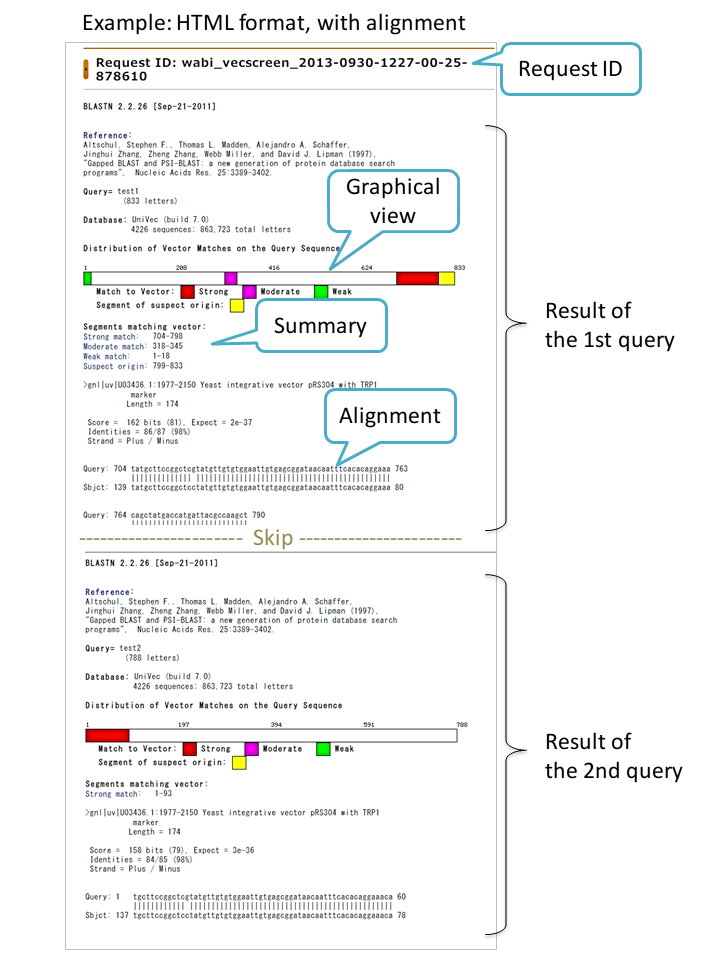 Example: HTML format, with alignment
Request ID: wabi_vecscreen_2013-0930-1227-00-25-
878610
Request ID
BLASTN 2.2.26 [Sep-21-2011]
Reference:
Altschul, Stephen F., Thomas L. Madden, Alejandro A. Schaffer,
Jinghui Zhang, Zheng Zhang, Webb Miller, and David J. Lipman (1997),
"Gapped BLAST and PSI-BLAST: a new generation of protein database search
programs",  Nucleic Acids Res. 25:3389-3402.
Query= test1
(833 letters)
Graphical
view
Database: UniVec (build 7.0)
4226 sequences; 863,723 total letters
Distribution of Vector Matches on the Query Sequence
1 208 416 624 833
Match to Vector: Strong Moderate Weak
Segment of suspect origin:
Segments matching vector:
Strong match: 704-798
Moderate match: 318-345
Weak match: 1-18
Suspect origin: 799-833
Summary
Result of
the 1st query
>gnl|uv|U03436.1:1977-2150 Yeast integrative vector pRS304 with TRP1
marker
Length = 174
Score = 162 bits (81), Expect = 2e-37
Identities = 86/87 (98%)
Strand = Plus / Minus
Alignment
Query: 704 tatgcttccggctcgtatgttgtgtggaattgtgagcggataacaatttcacacaggaaa 763
||||||||||||||| ||||||||||||||||||||||||||||||||||||||||||||
Sbjct: 139 tatgcttccggctcctatgttgtgtggaattgtgagcggataacaatttcacacaggaaa 80
Query: 764 cagctatgaccatgattacgccaagct 790
|||||||||||||||||||||||||||
Skip
BLASTN 2.2.26 [Sep-21-2011]
Reference:
Altschul, Stephen F., Thomas L. Madden, Alejandro A. Schaffer,
Jinghui Zhang, Zheng Zhang, Webb Miller, and David J. Lipman (1997),
"Gapped BLAST and PSI-BLAST: a new generation of protein database search
programs",  Nucleic Acids Res. 25:3389-3402.
Query= test2
(788 letters)
Database: UniVec (build 7.0)
4226 sequences; 863,723 total letters
Distribution of Vector Matches on the Query Sequence
1 197 394 591 788
Match to Vector: Strong Moderate Weak
Segment of suspect origin:
Result of
the 2nd query
Segments matching vector:
Strong match: 1-93
>gnl|uv|U03436.1:1977-2150 Yeast integrative vector pRS304 with TRP1
marker
Length = 174
Score = 158 bits (79), Expect = 3e-36
Identities = 84/85 (98%)
Strand = Plus / Minus
Query: 1 tgcttccggctcgtatgttgtgtggaattgtgagcggataacaatttcacacaggaaaca 60
|||||||||||| |||||||||||||||||||||||||||||||||||||||||||||||
Sbjct: 137 tgcttccggctcctatgttgtgtggaattgtgagcggataacaatttcacacaggaaaca 78